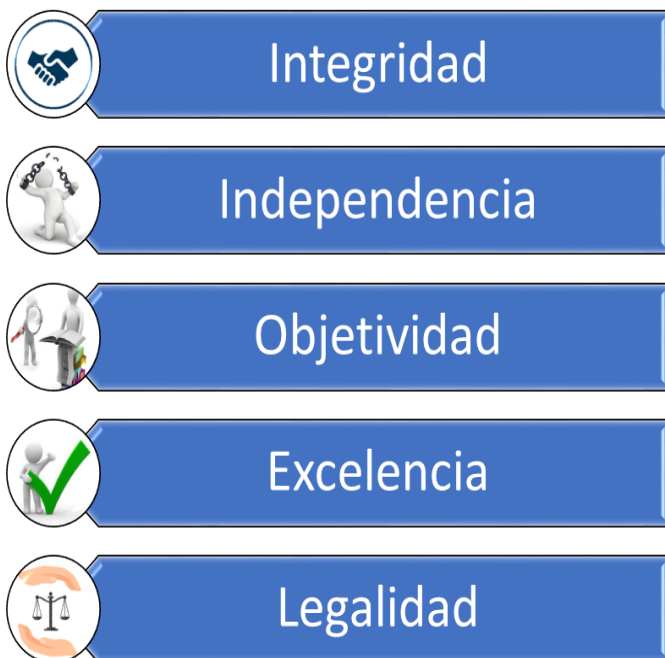 Integridad
Independencia
Objetividad
Excelencia
Legalidad